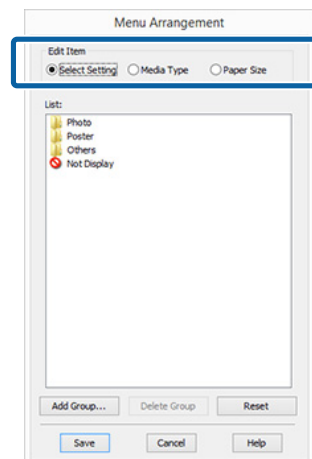 Menu Arrangement
Edit Item
Select Setting Media Type Paper Size
List:
Photo
Poster
Others
Not Display
Add Group... Delete Group Reset
Save Cancel Help